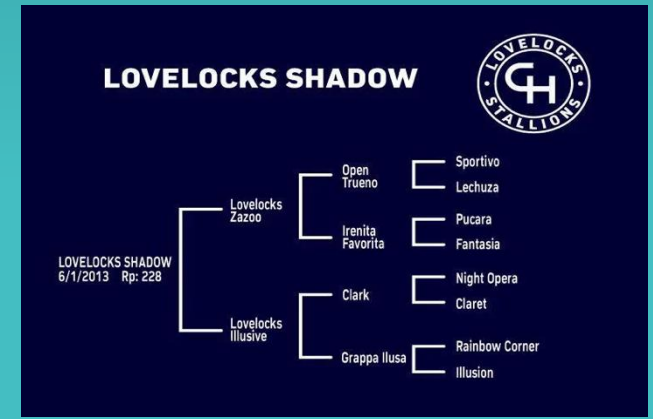 LOVELOCKS SHADOW
LOVELOCKS
CH
STALLIONS
Sportivo
Open
Trueno
Lechuza
Lovelocks
Zazoo
Pucara
Irenita
Favorita
Fantasia
LOVELOCKS SHADOW
6/1/2013 Rp: 228
Night Opera
Clark
Claret
Lovelocks
Illusive
Rainbow Corner
Grappa Ilusa
Illusion